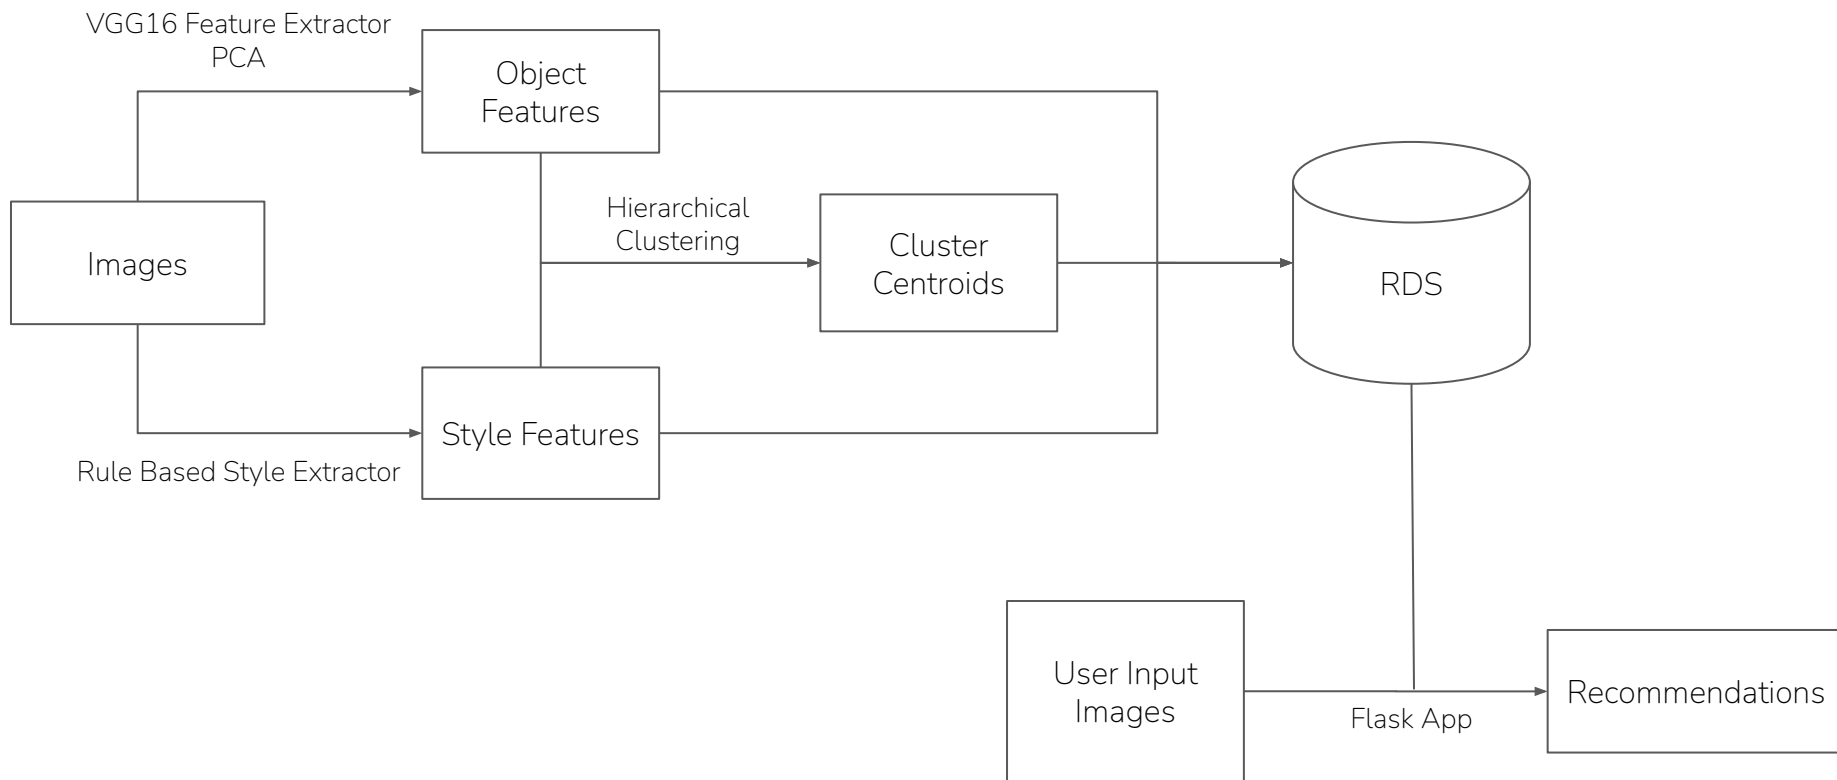 VGG16 Feature Extractor
PCA
Object
Features
Images
Hierarchical
Clustering
Cluster
Centroids
RDS
Style Features
Rule Based Style Extractor
User Input
Images
Flask App
Recommendations